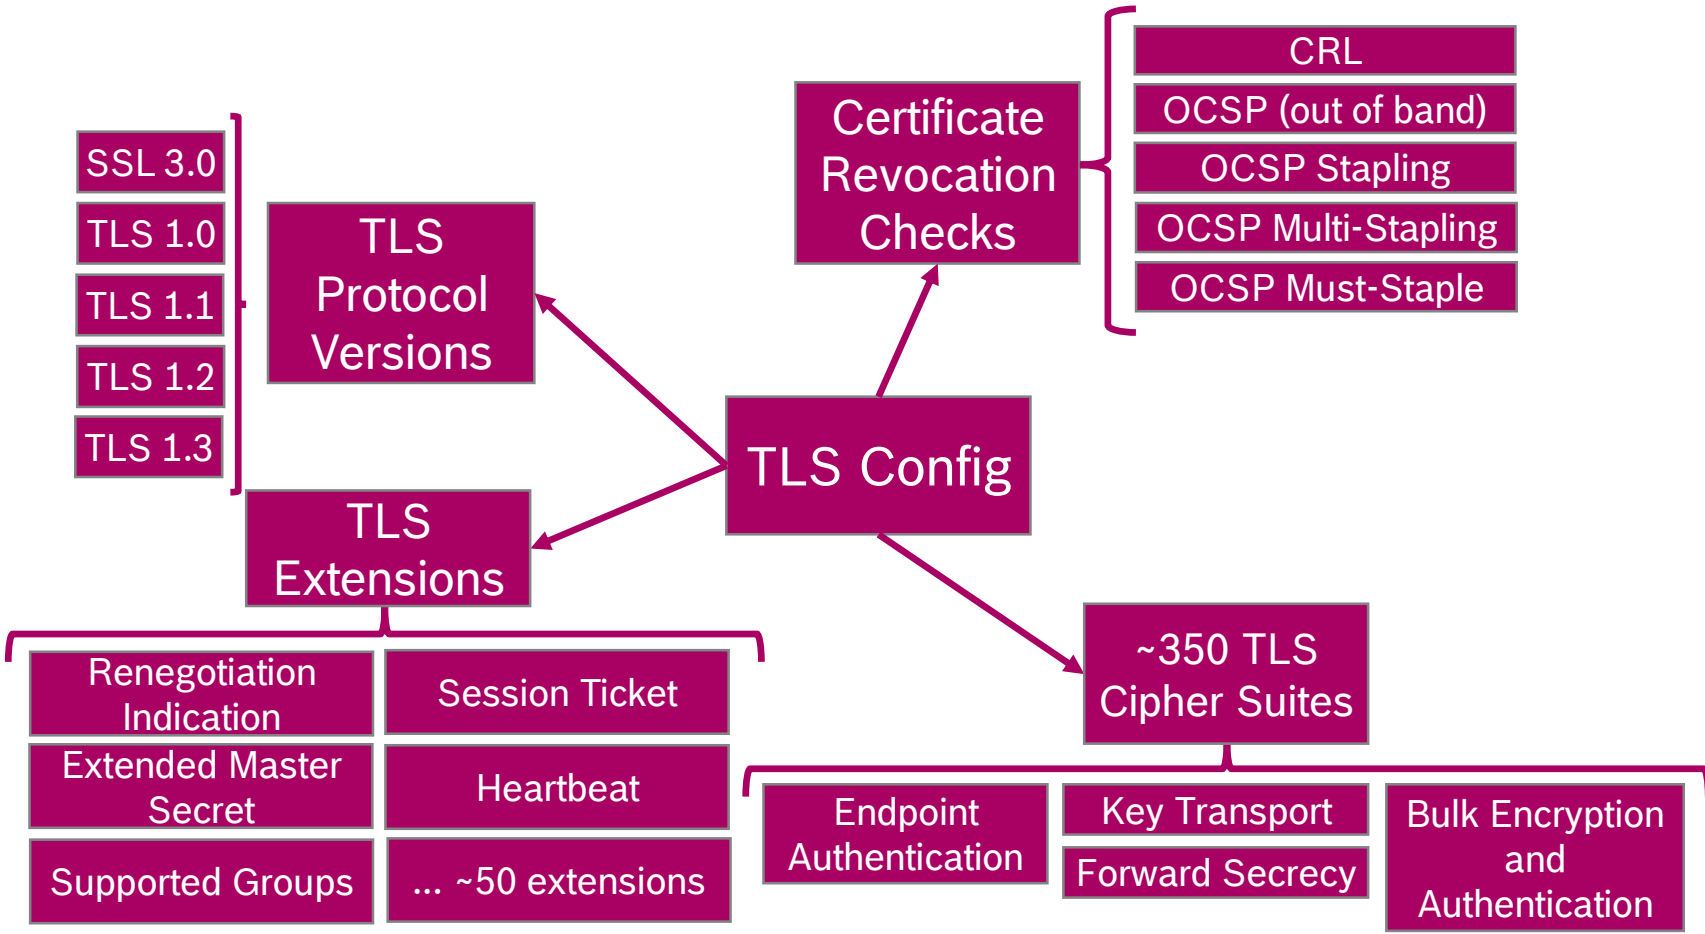 SSL 3.0
TLS 1.0
TLS 1.1
TLS 1.2
TLS 1.3
TLS
Protocol
Versions
Certificate
Revocation
Checks
CRL
OCSP (out of band)
OCSP Stapling
OCSP Multi-Stapling
OCSP Must-Staple
TLS Config
TLS
Extensions
Renegotiation
Indication
Session Ticket
Extended Master
Secret
Heartbeat
Supported Groups
... ~50 extensions
~350 TLS
Cipher Suites
Endpoint
Authentication
Key Transport
Forward Secrecy
Bulk Encryption
and
Authentication